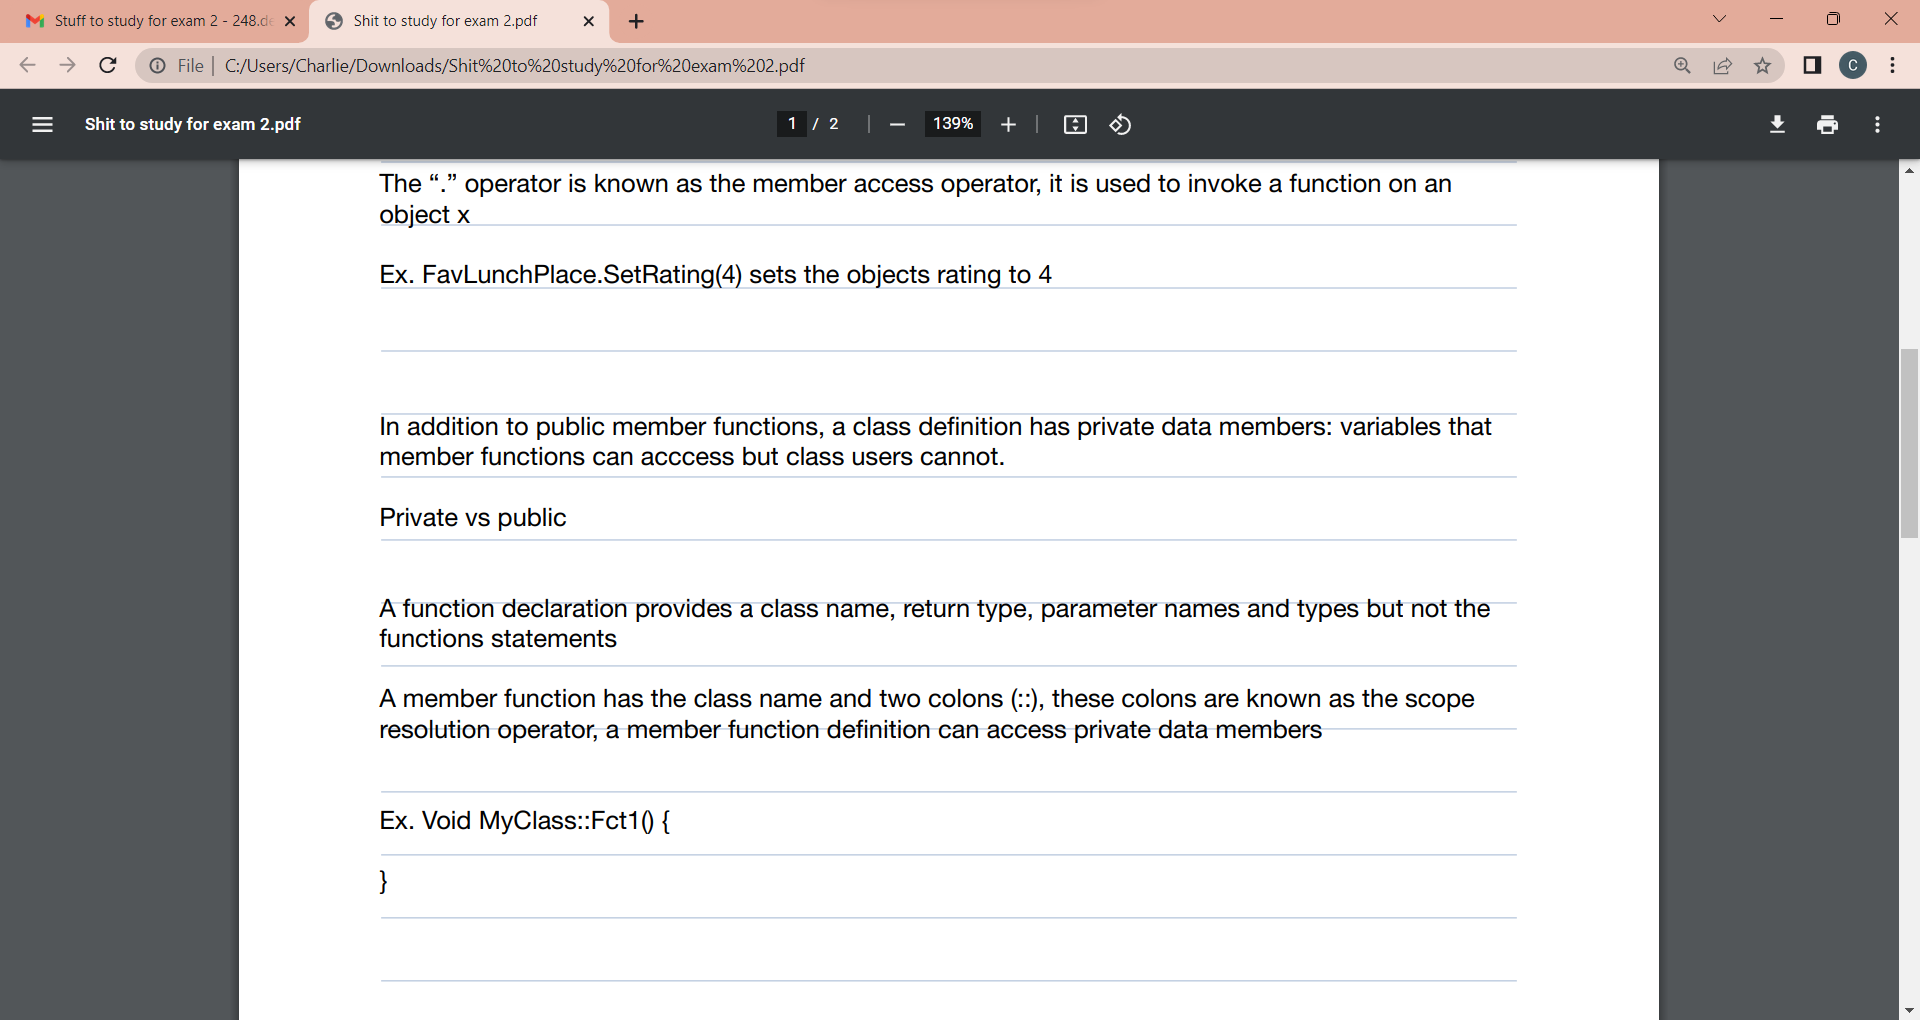 Stuff to study for exam 2 - 248.de
Shit to study for exam 2.pdf
File
C:/Users/Charlie/Downloads/Shit%20to%20study%20for%20exam%202.pdf
C
Shit to study for exam 2.pdf
1 / 2
139%
The “.” operator is known as the member access operator, it is used to invoke a function on an
object x
Ex. FavLunchPlace.SetRating(4) sets the objects rating to 4
In addition to public member functions, a class definition has private data members: variables that
member functions can acccess but class users cannot.
Private vs public
A function declaration provides a class name, return type, parameter names and types but not the
functions statements
A member function has the class name and two colons (::), these colons are known as the scope
resolution operator, a member function definition can access private data members
Ex. Void MyClass::Fct1() {
}